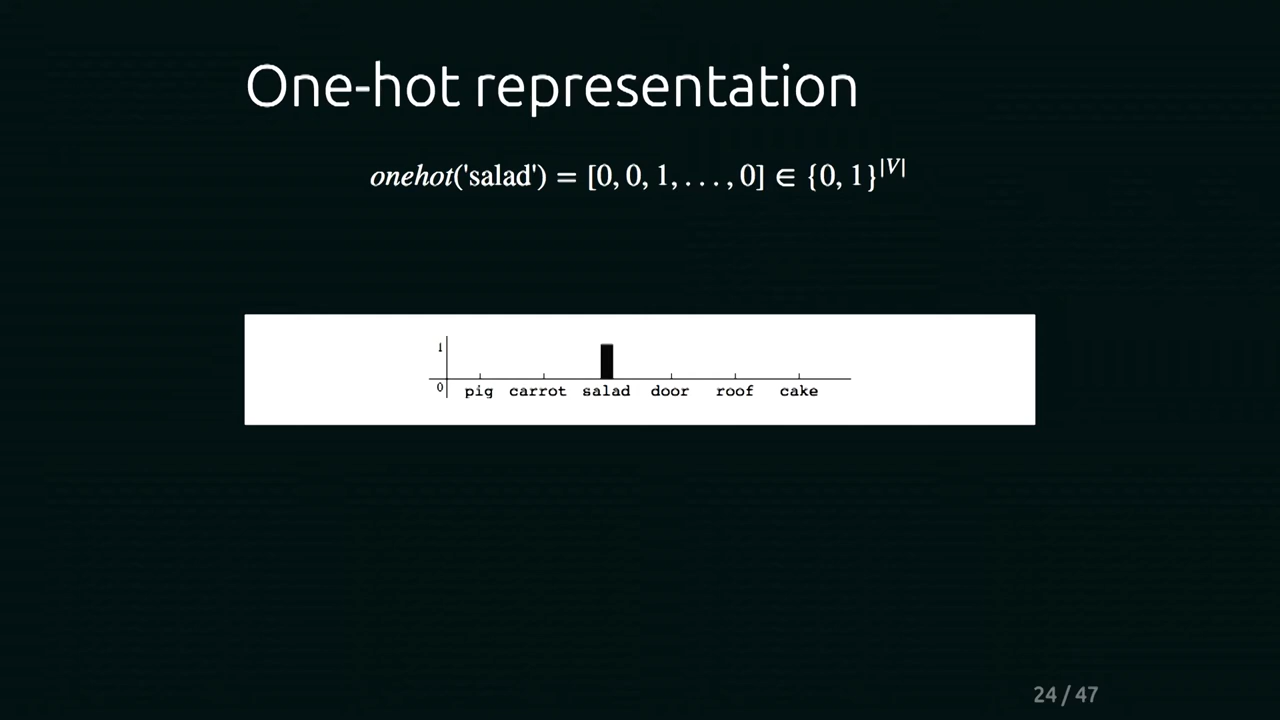 One-hot representation
onehot('salad') = [0, 0, 1, . . . , 0] ∈ {0, 1}^|V|
1
0 pig carrot salad door roof cake
24 / 47